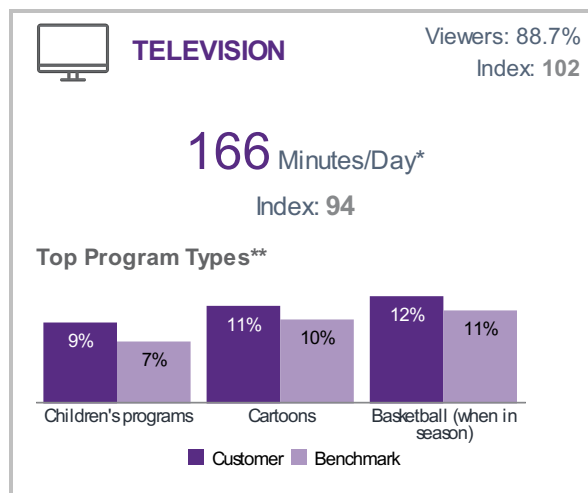 TELEVISION
Viewers: 88.7%
Index: 102
166 Minutes/Day*
Index: 94
Top Program Types**
9%
7%
11%
10%
12%
11%
Children's programs
Cartoons
Basketball (when in
season)
Customer
Benchmark